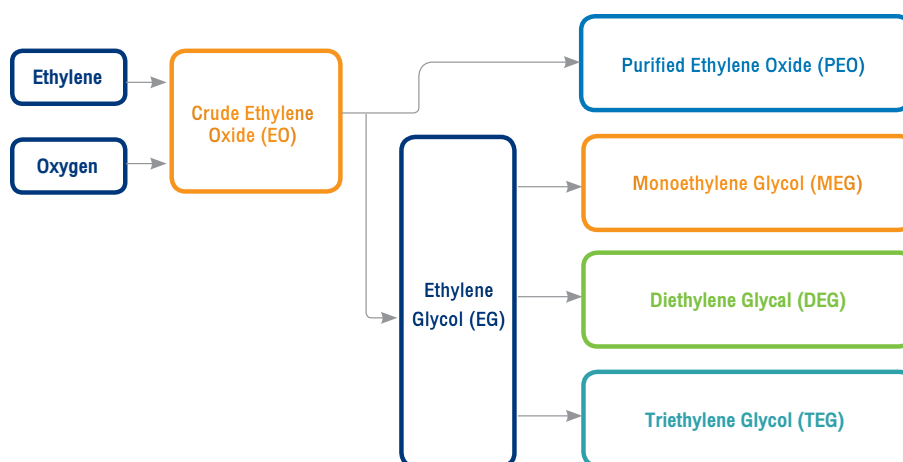 Ethylene
Oxygen
Crude Ethylene
Oxide (EO)
Ethylene
Glycol (EG)
Purified Ethylene Oxide (PEO)
Monoethylene Glycol (MEG)
Diethylene Glycal (DEG)
Triethylene Glycol (TEG)